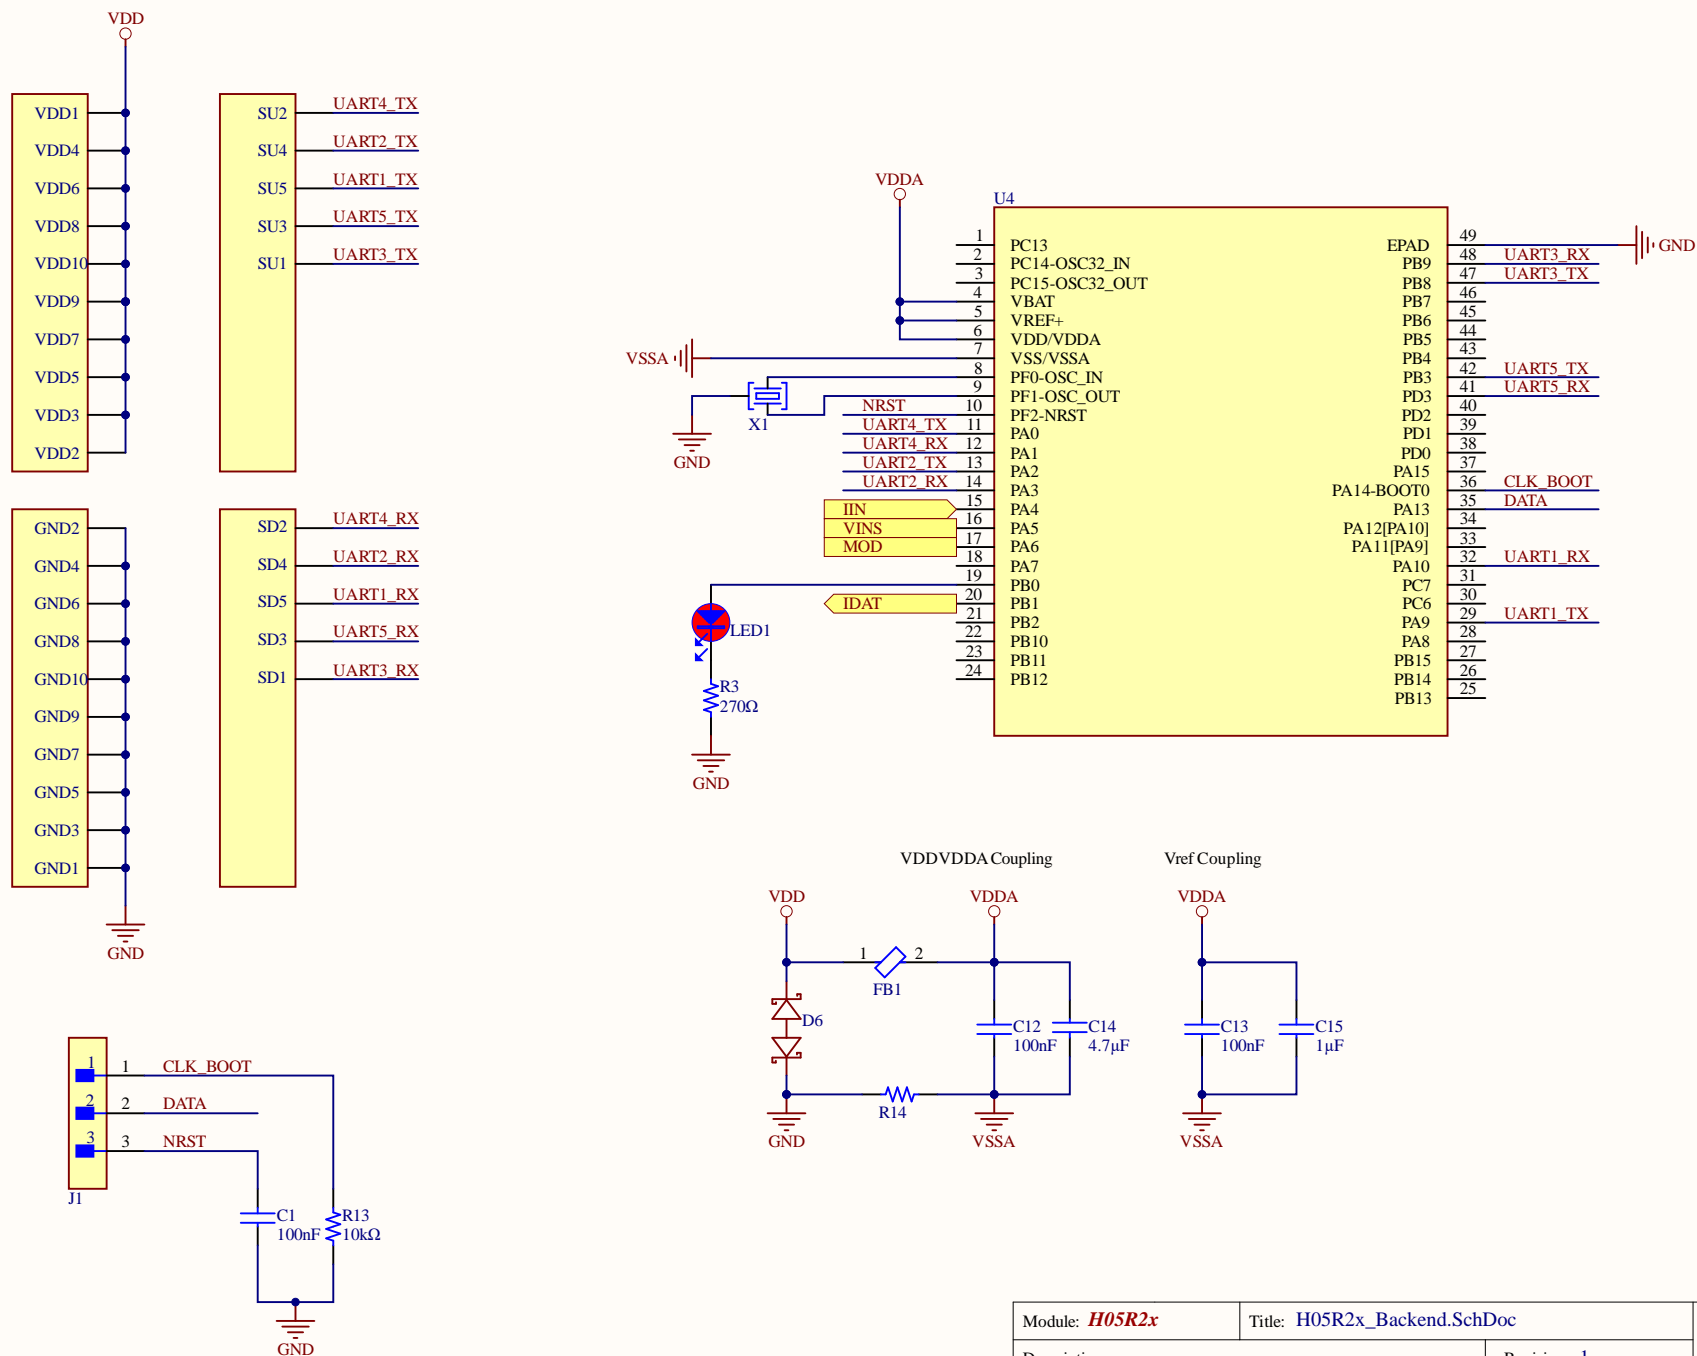 VDD
VDD1
VDD4
VDD6
VDD8
VDD10
VDD9
VDD7
VDD5
VDD3
VDD2
SU2 UART4_TX
SU4 UART2_TX
SU5 UART1_TX
SU3 UART5_TX
SU1 UART3_TX
GND2
GND4
GND6
GND8
GND10
GND9
GND7
GND5
GND3
GND1
GND
SD2 UART4_RX
SD4 UART2_RX
SD5 UART1_RX
SD3 UART5_RX
SD1 UART3_RX
1 1 CLK_BOOT
2 2 DATA
3 3 NRST
J1
C1
100nF
R13
10kΩ
GND
VDDA
U4
1 PC13
2 PC14-OSC32_IN
3 PC15-OSC32_OUT
4 VBAT
5 VREF+
6 VDD/VDDA
VSSA 7 VSS/VSSA
8 PF0-OSC_IN
9 PF1-OSC_OUT
X1
GND
NRST 10 PF2-NRST
UART4_TX 11 PA0
UART4_RX 12 PA1
UART2_TX 13 PA2
UART2_RX 14 PA3
IIN 15 PA4
VINS 16 PA5
MOD 17 PA6
18 PA7
19 PB0
IDAT 20 PB1
21 PB2
22 PB10
23 PB11
24 PB12
LED1
R3
270Ω
GND
EPAD 49 GND
PB9 48 UART3_RX
PB8 47 UART3_TX
PB7 46
PB6 45
PB5 44
PB4 43
PB3 42 UART5_TX
PD3 41 UART5_RX
PD2 40
PD1 39
PD0 38
PA15 37
PA14-BOOT0 36 CLK_BOOT
PA13 35 DATA
PA12[PA10] 34
PA11[PA9] 33
PA10 32 UART1_RX
PC7 31
PC6 30
PA9 29 UART1_TX
PA8 28
PB15 27
PB14 26
PB13 25
VDDVDDA Coupling
VDD
VDDA
1 2
FB1
D6
C12
100nF
C14
4.7µF
R14
GND
VSSA
Vref Coupling
VDDA
C13
100nF
C15
1µF
VSSA
Module: H05R2x
Title: H05R2x_Backend.SchDoc